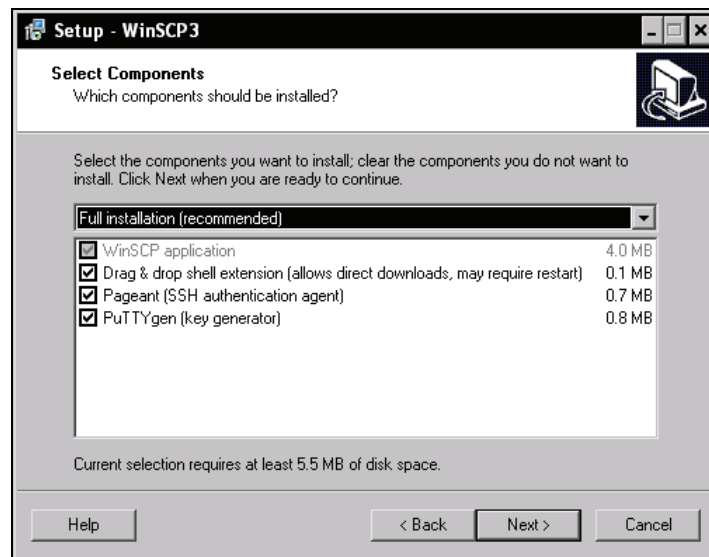 Setup - WinSCP3
Select Components
Which components should be installed?
Select the components you want to install; clear the components you do not want to
install. Click Next when you are ready to continue.
Full installation (recommended)
WinSCP application 4.0 MB
Drag & drop shell extension (allows direct downloads, may require restart) 0.1 MB
Pageant (SSH authentication agent) 0.7 MB
PuTTYgen (key generator) 0.8 MB
Current selection requires at least 5.5 MB of disk space.
Help < Back Next > Cancel